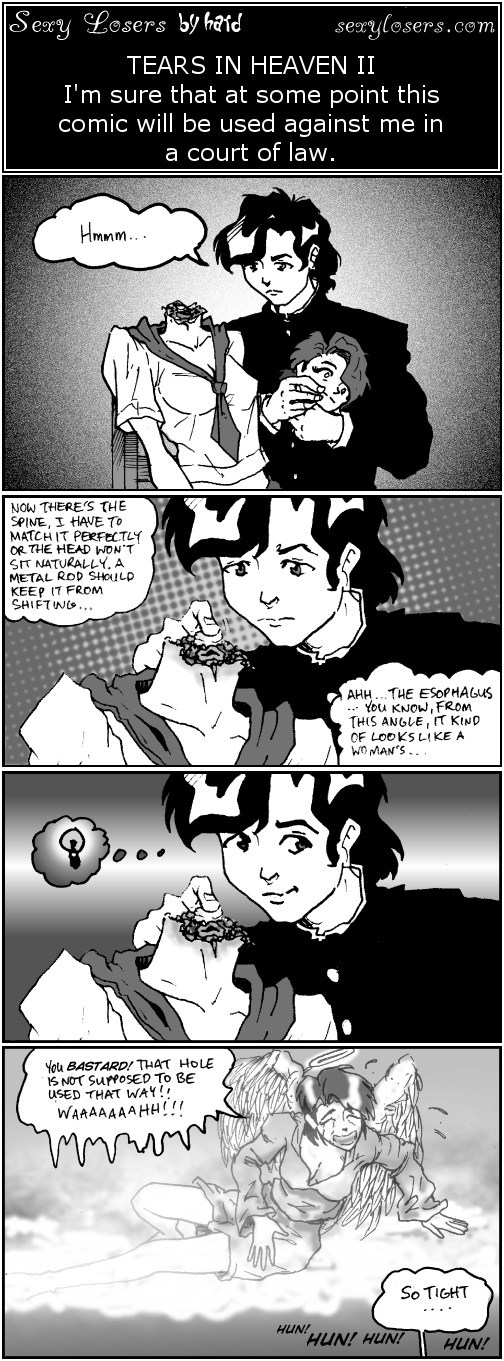 Sexy Losers by hard
sexylosers.com
TEARS IN HEAVEN II
I'm sure that at some point this
comic will be used against me in
a court of law.
Hmmm...
NOW THERE'S THE
SPINE, I HAVE TO
MATCH IT PERFECTLY
OR THE HEAD WON'T
SIT NATURALLY. A
METAL ROD SHOULD
KEEP IT FROM
SHIFTING...
AHH...THE ESOPHAGUS
... YOU KNOW, FROM
THIS ANGLE, IT KIND
OF LOOKS LIKE A
WOMAN'S...
YOU BASTARD! THAT HOLE
IS NOT SUPPOSED TO BE
USED THAT WAY!!
WAAAAAAAHH!!!
SO TIGHT
....
HUN!
HUN!
HUN!
HUN!